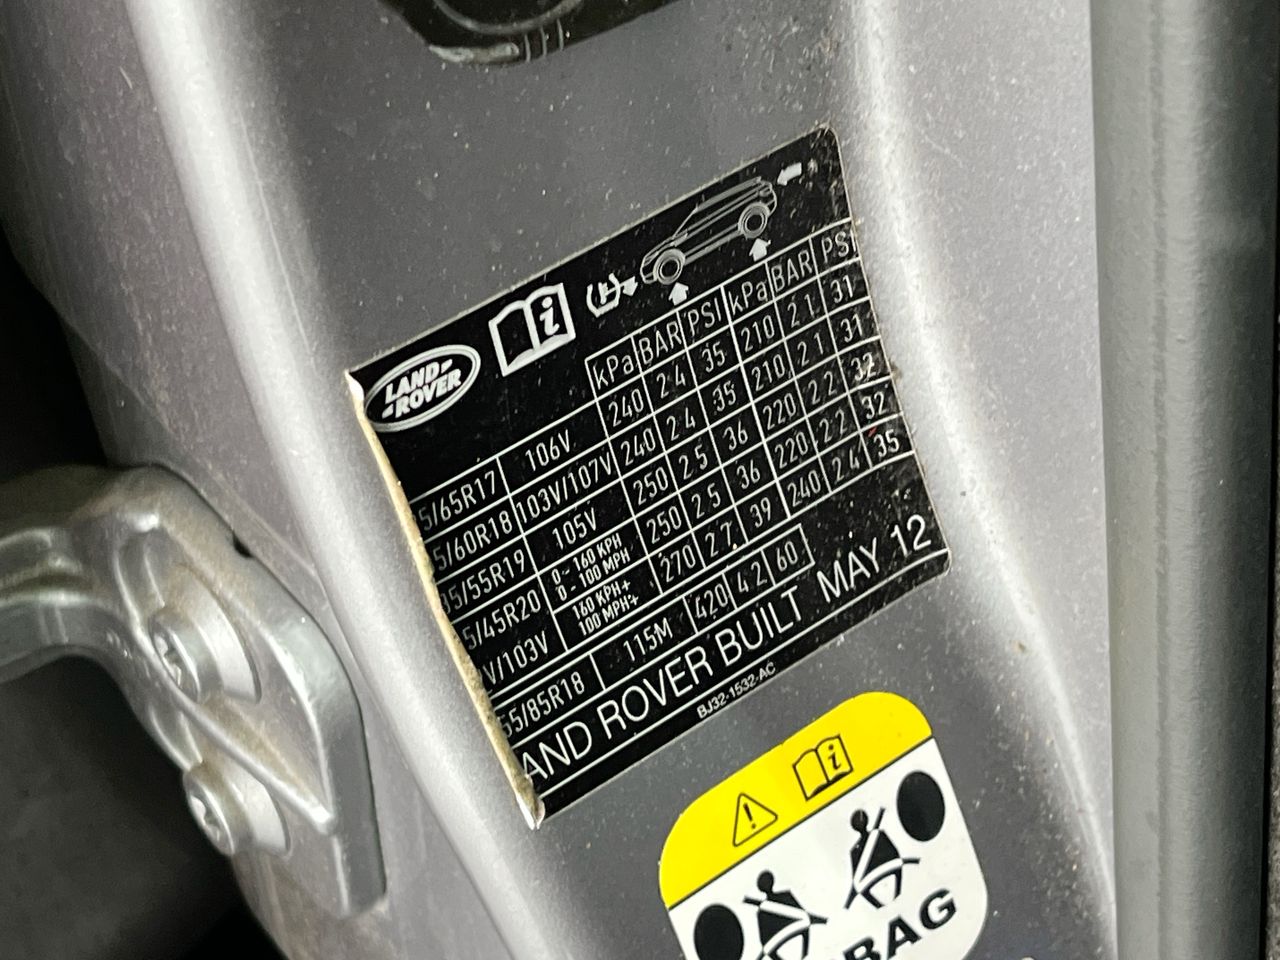 LAND-
-ROVER
kPa BAR PSI kPa BAR PSI
5/65R17 106V 240 2.4 35 210 2.1 31
5/60R18 103V/107V 240 2.4 35 210 2.1 31
5/55R19 105V 250 2.5 36 220 2.2 32
5/45R20 0 - 160 KPH 250 2.5 36 220 2.2 32
0 - 100 MPH
V/103V 160 KPH+ 270 2.7 39 240 2.4 35
100 MPH+
55/85R18 115M 420 4.2 60
AND ROVER BUILT MAY 12
BJ32-1532-AC
BAG